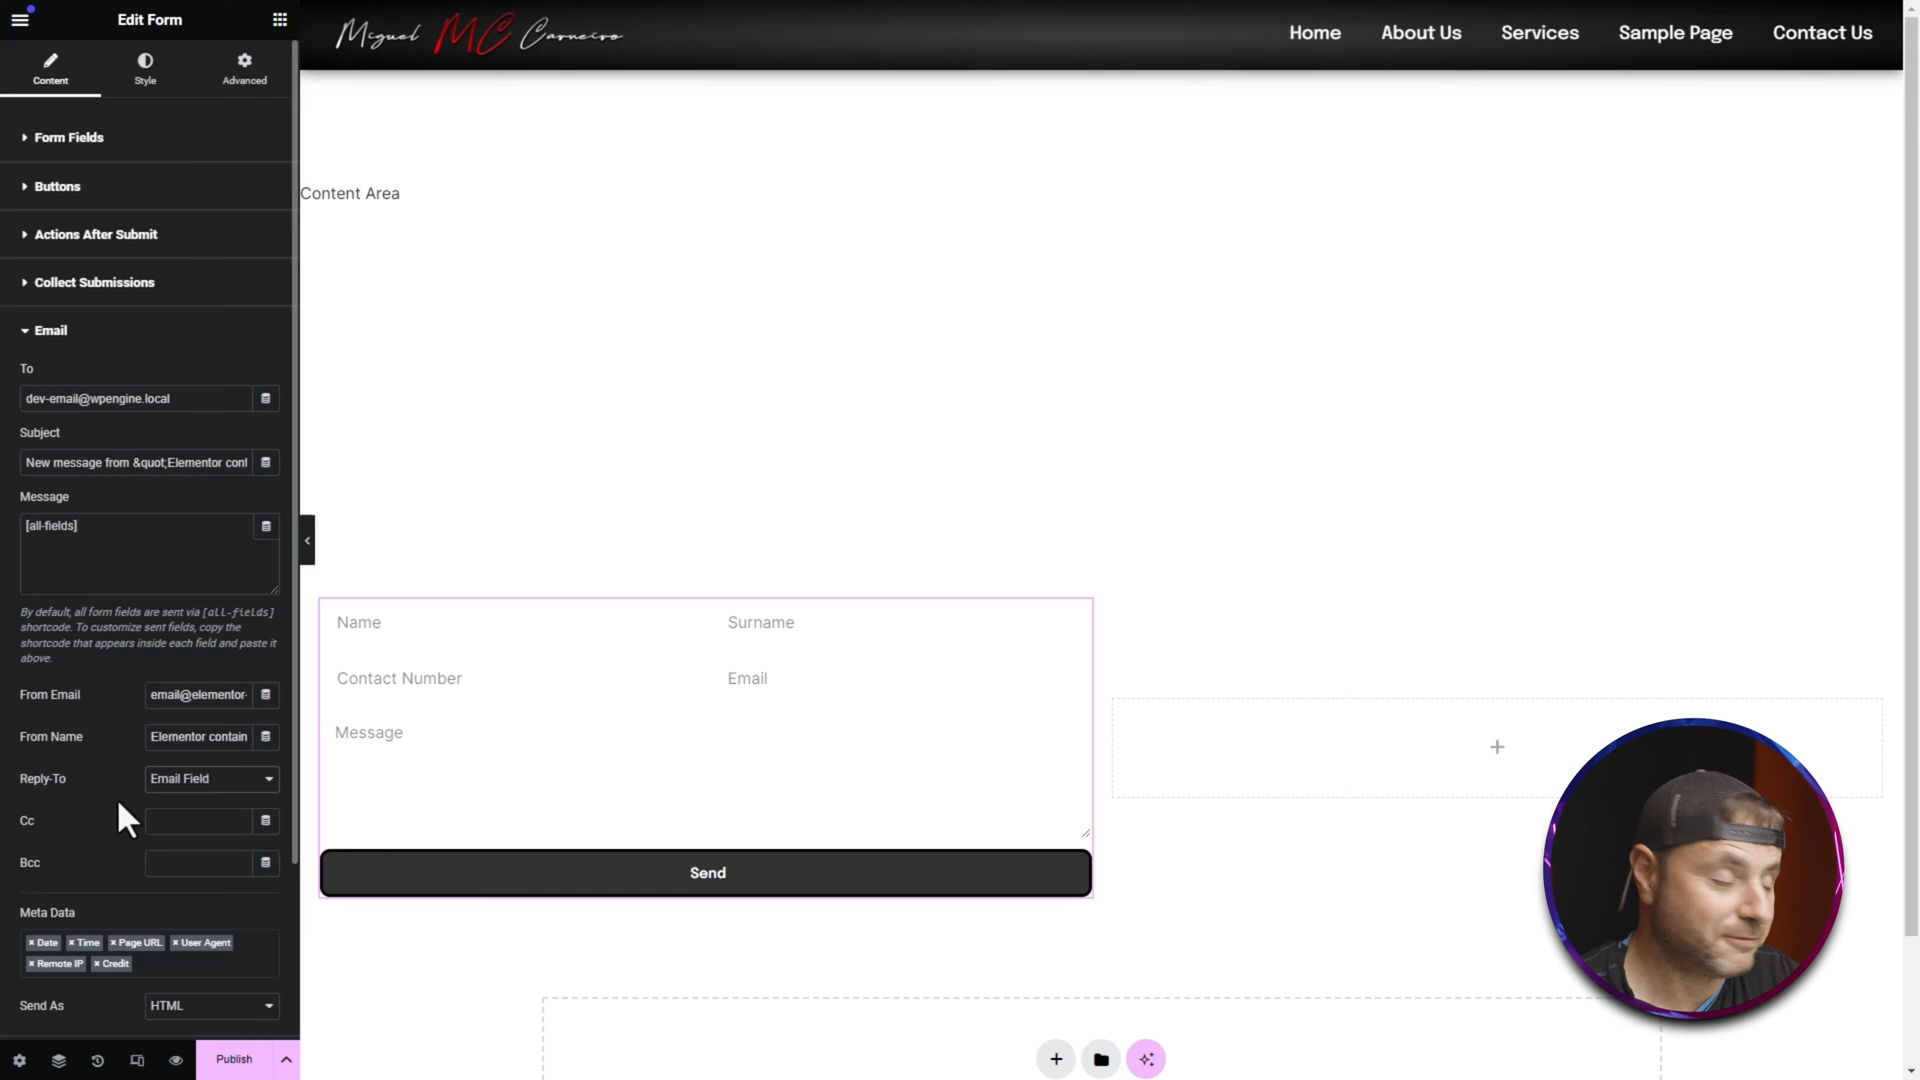 Edit Form
Miguel MC Carneiro
Home
About Us
Services
Sample Page
Contact Us
Content
Style
Advanced
Form Fields
Buttons
Actions After Submit
Collect Submissions
Email
To
dev-email@wpengine.local
Subject
New message from &quot;Elementor cont
Message
[all-fields]
By default, all form fields are sent via [all-fields]
shortcode. To customize sent fields, copy the
shortcode that appears inside each field and paste it
above.
From Email
email@elementor-
From Name
Elementor contain
Reply-To
Email Field
Cc
Bcc
Meta Data
× Date × Time × Page URL × User Agent
× Remote IP × Credit
Send As
HTML
Publish
Content Area
Name
Surname
Contact Number
Email
Message
Send